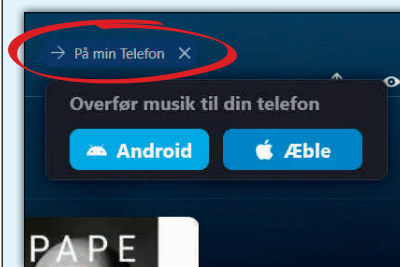 På min Telefon
Overfør musik til din telefon
Android
Æble
PAPE